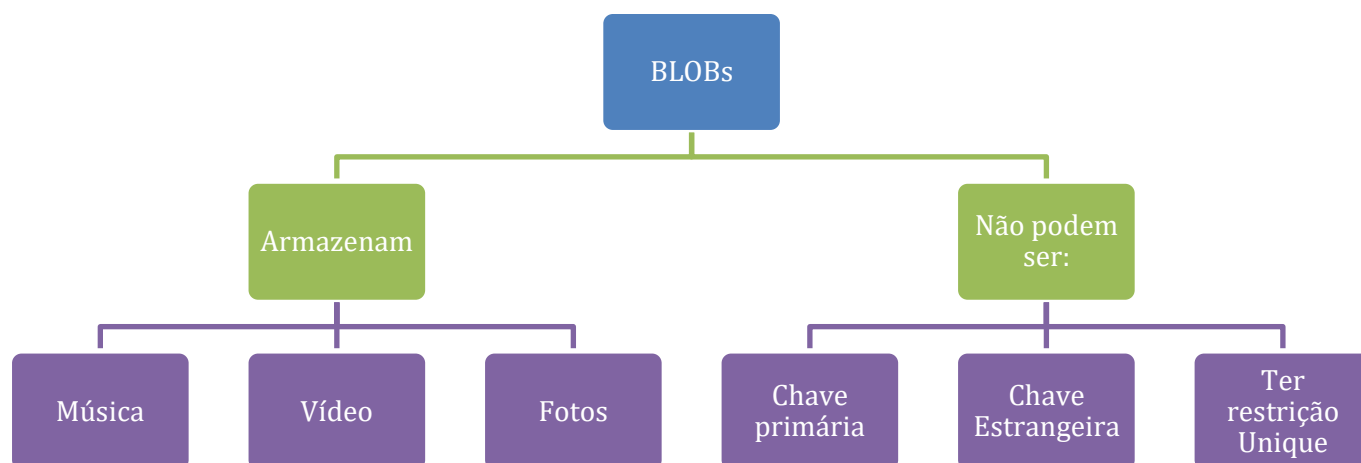 BLOBs
Armazenam
Não podem
ser:
Música
Vídeo
Fotos
Chave
primária
Chave
Estrangeira
Ter
restrição
Unique